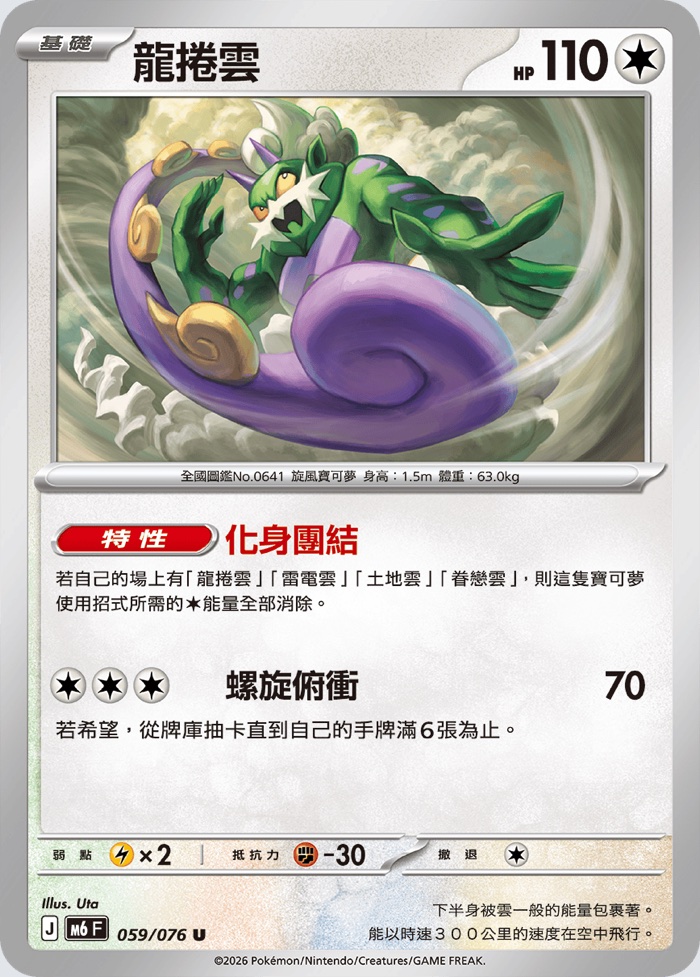 基礎
龍捲雲
HP 110
全國圖鑑No.0641 旋風寶可夢 身高：1.5m 體重：63.0kg
特性 化身團結
若自己的場上有「龍捲雲」「雷電雲」「土地雲」「眷戀雲」，則這隻寶可夢
使用招式所需的✶能量全部消除。
螺旋俯衝 70
若希望，從牌庫抽卡直到自己的手牌滿6張為止。
弱點 ×2 抵抗力 -30 撤退
Illus. Uta
J M6 F 059/076 U
下半身被雲一般的能量包裹著。
能以時速３００公里的速度在空中飛行。
©2026 Pokémon/Nintendo/Creatures/GAME FREAK.